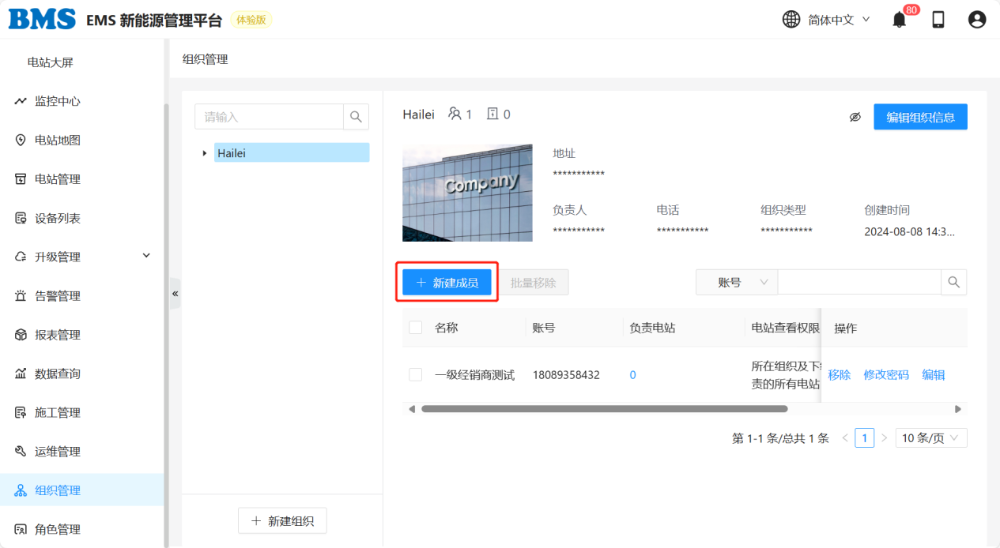 BMS EMS 新能源管理平台 体验版 简体中文 80
电站大屏
监控中心
电站地图
电站管理
设备列表
升级管理
告警管理
报表管理
数据查询
施工管理
运维管理
组织管理
角色管理
组织管理
请输入
Hailei
+ 新建组织
Hailei 1 0 编辑组织信息
Company
地址
***********
负责人 电话 组织类型 创建时间
*********** *********** *********** 2024-08-08 14:3...
+ 新建成员 批量移除 账号
名称 账号 负责电站 电站查看权限 操作
一级经销商测试 18089358432 0 所在组织及下
责的所有电站 移除 修改密码 编辑
第 1-1 条/总共 1 条 < 1 > 10 条/页